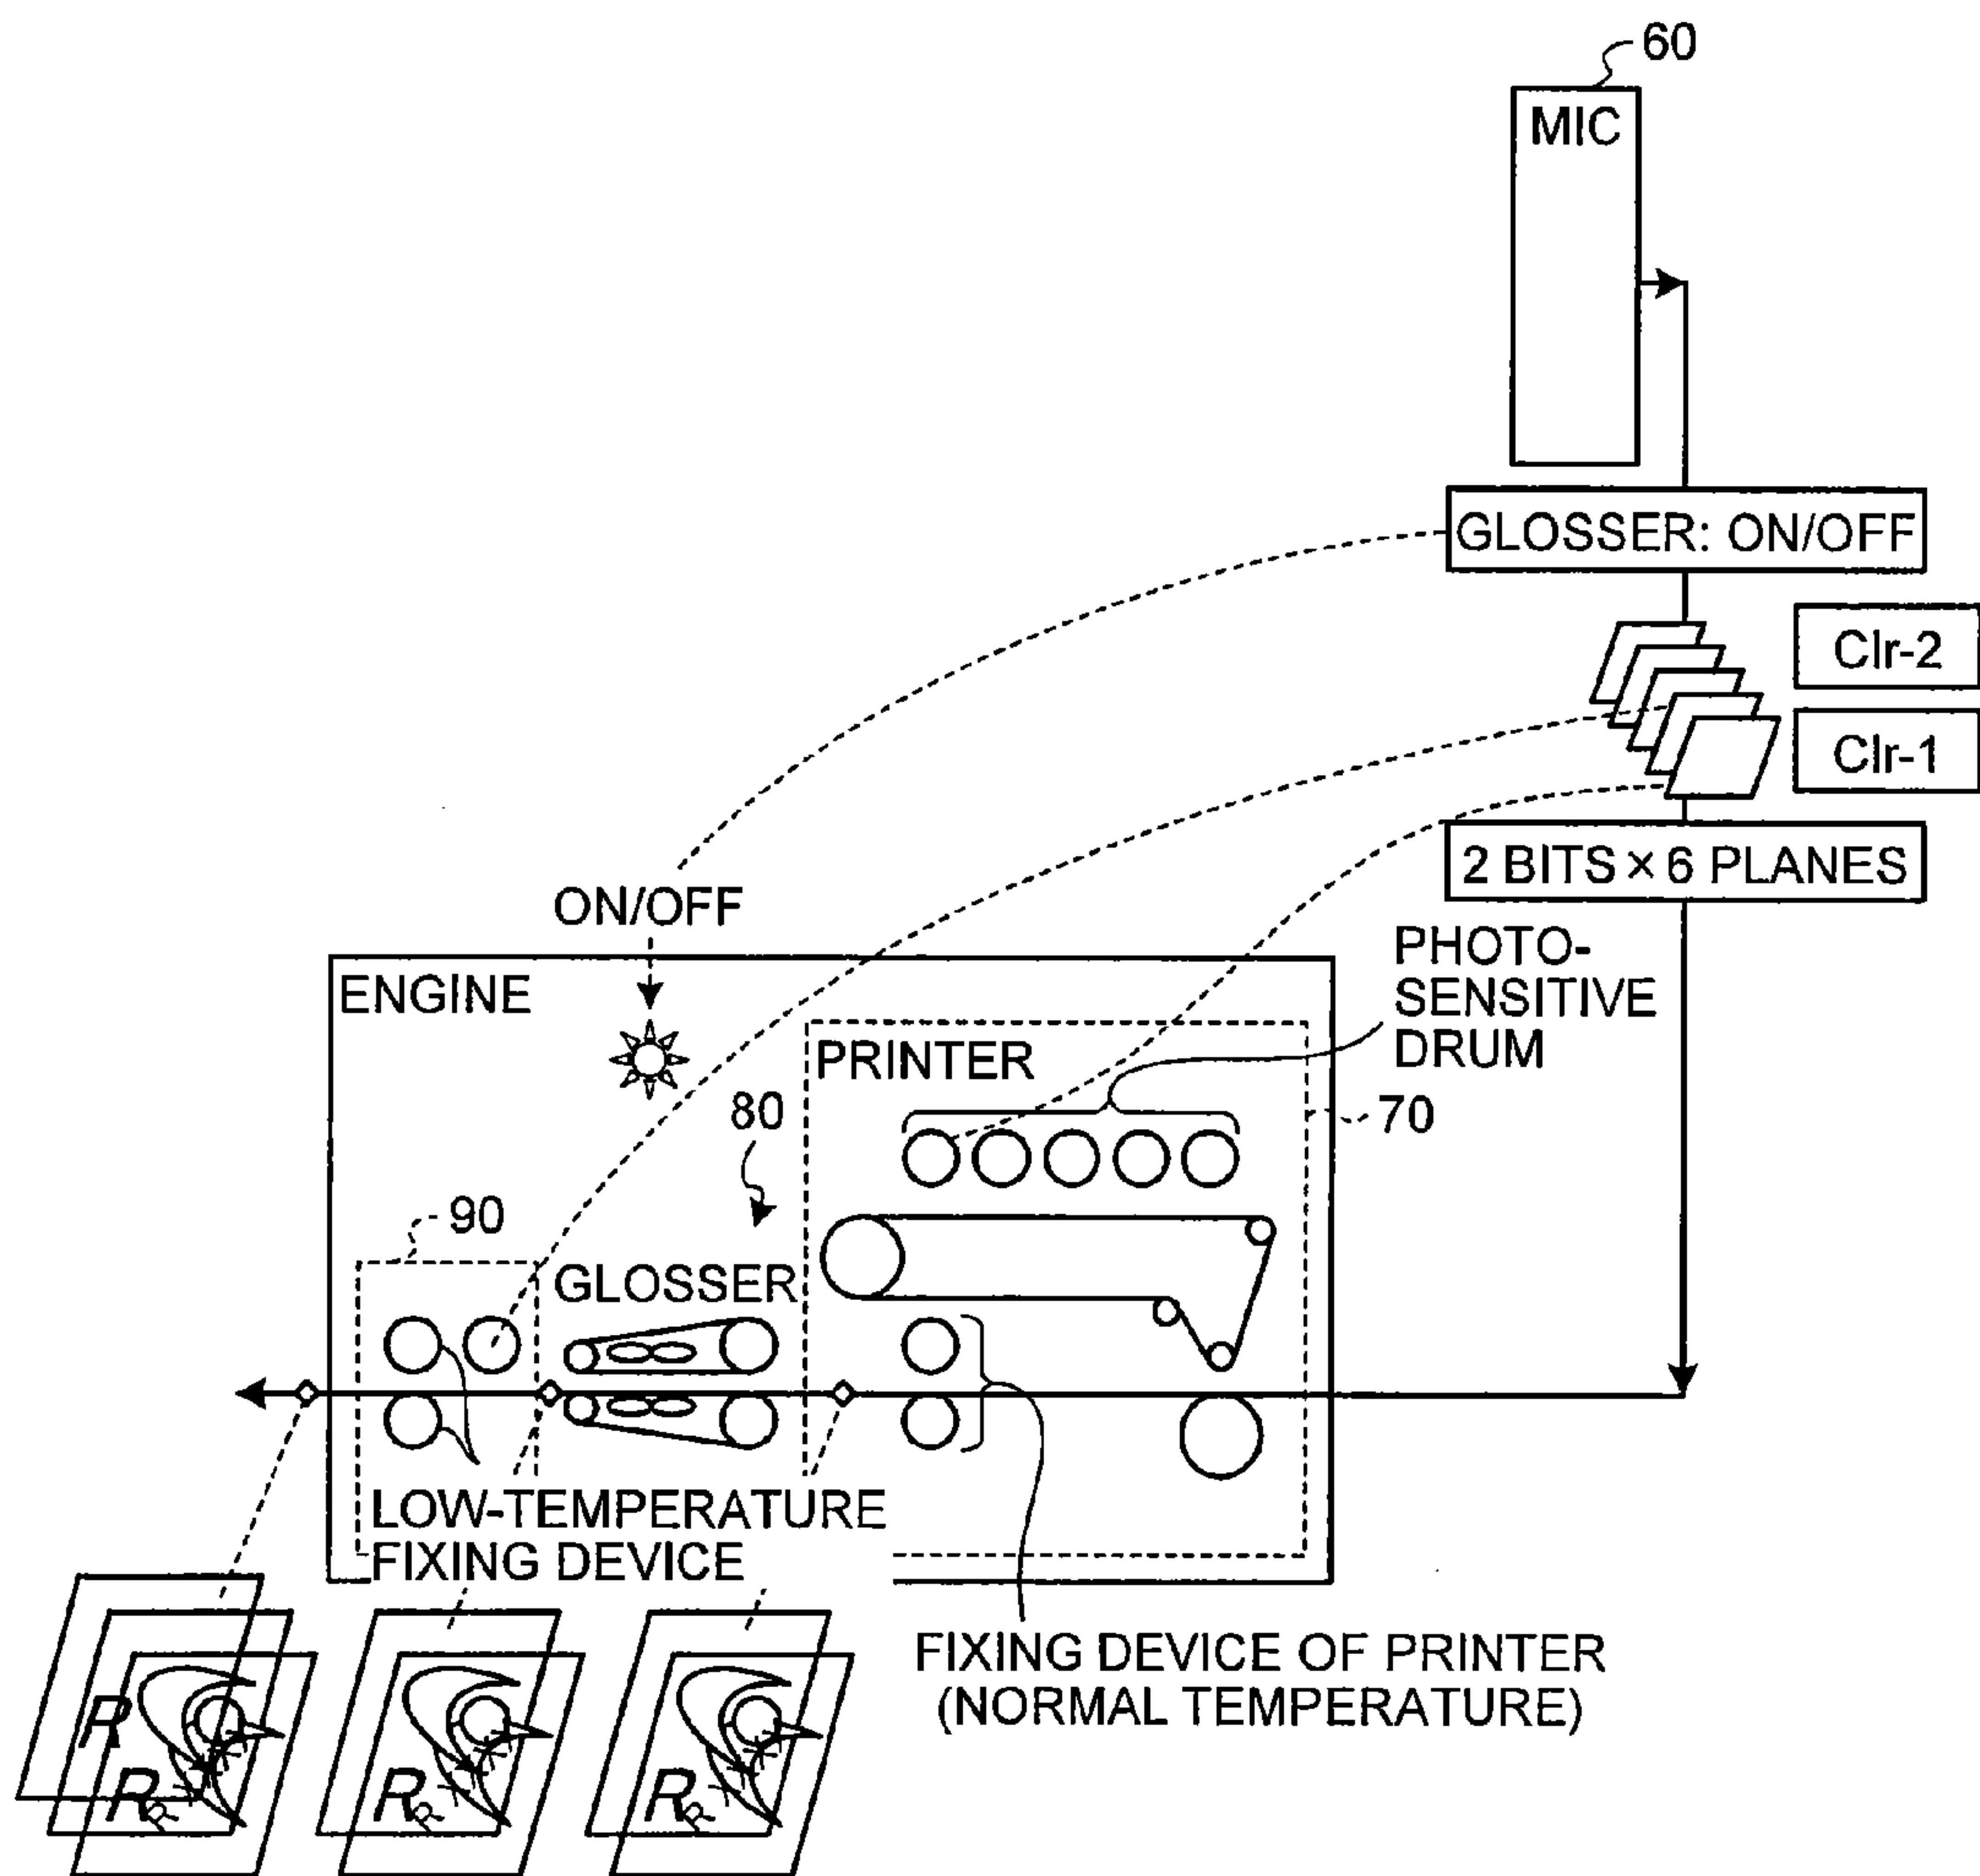 60
MIC
GLOSSER: ON/OFF
Clr-2
Clr-1
2 BITS × 6 PLANES
ON/OFF
ENGINE
PHOTO-
SENSITIVE
DRUM
PRINTER
80
70
90
GLOSSER
LOW-TEMPERATURE
FIXING DEVICE
FIXING DEVICE OF PRINTER
(NORMAL TEMPERATURE)
R
R
R
R